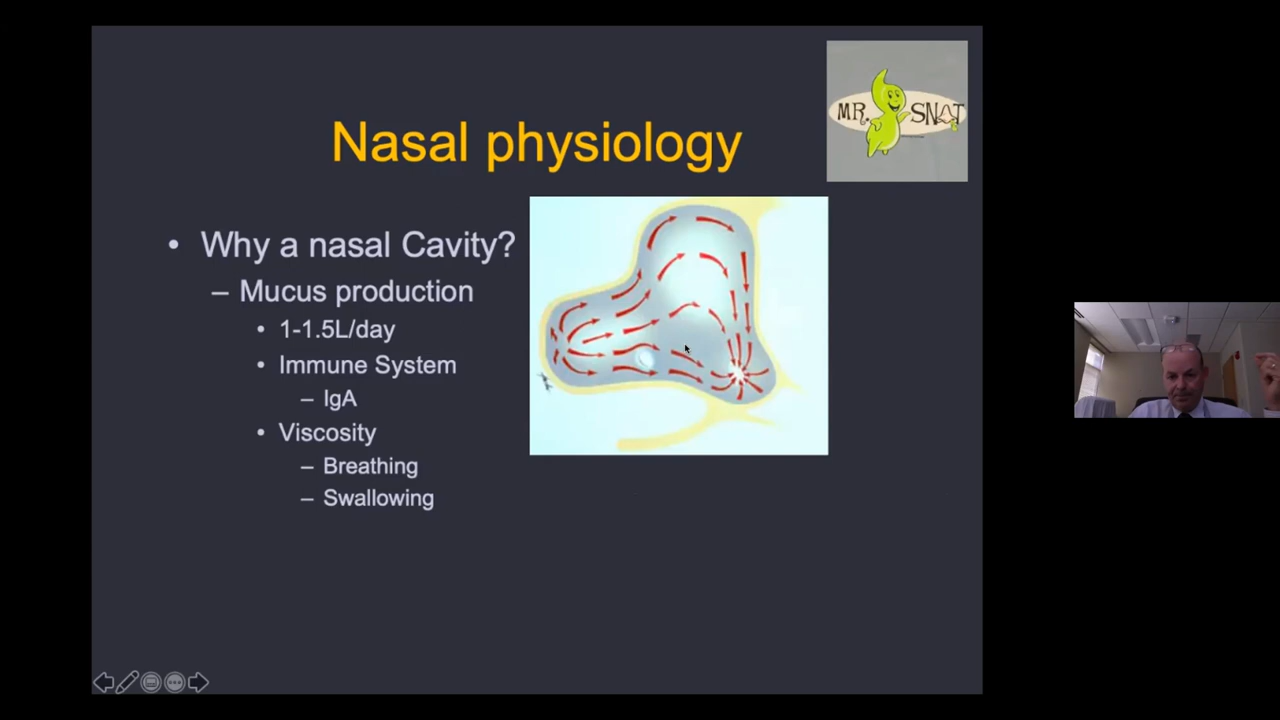 MR. SNOT
Nasal physiology
• Why a nasal Cavity?
– Mucus production
• 1-1.5L/day
• Immune System
– IgA
• Viscosity
– Breathing
– Swallowing